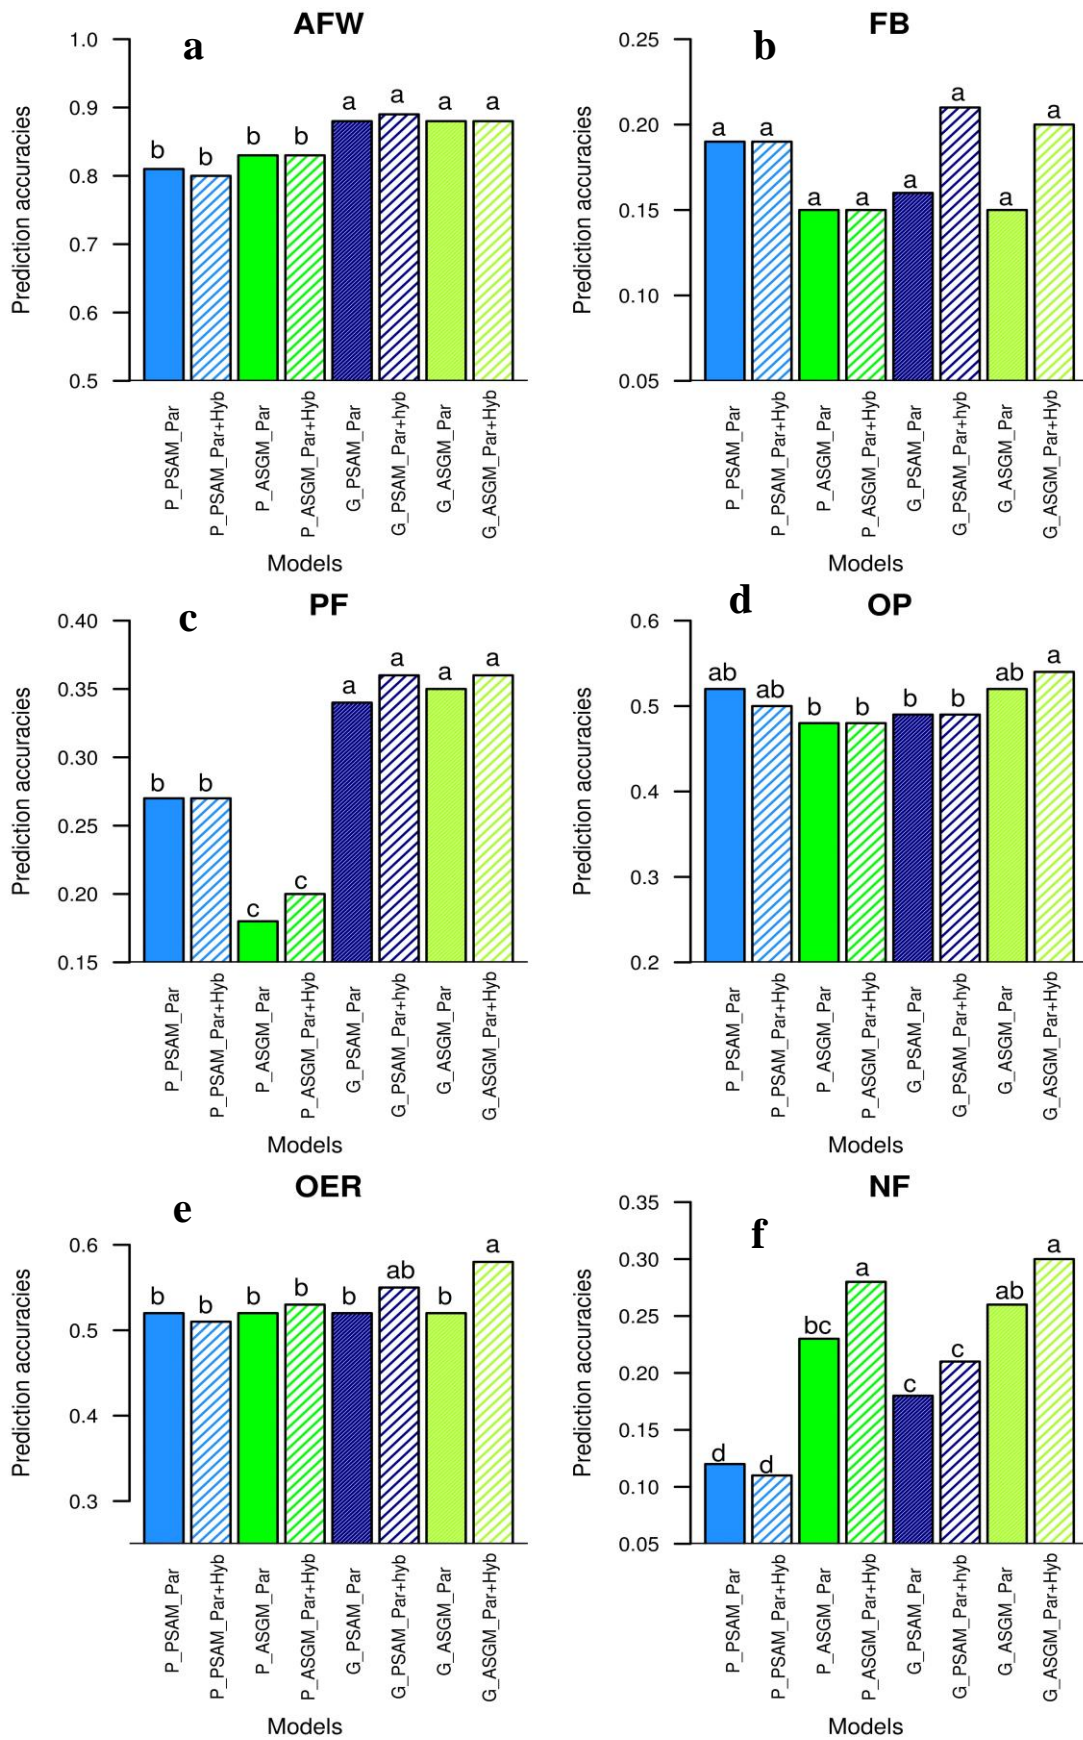 AFW
a
Prediction accuracies
1.0
0.9
0.8
0.7
0.6
0.5
b
b
b
b
a
a
a
a
P_PSAM_Par
P_PSAM_Par+Hyb
P_ASGM_Par
P_ASGM_Par+Hyb
G_PSAM_Par
G_PSAM_Par+hyb
G_ASGM_Par
G_ASGM_Par+Hyb
Models
FB
b
Prediction accuracies
0.25
0.20
0.15
0.10
0.05
a
a
a
a
a
a
a
a
P_PSAM_Par
P_PSAM_Par+Hyb
P_ASGM_Par
P_ASGM_Par+Hyb
G_PSAM_Par
G_PSAM_Par+hyb
G_ASGM_Par
G_ASGM_Par+Hyb
Models
PF
c
Prediction accuracies
0.40
0.35
0.30
0.25
0.20
0.15
b
b
c
c
a
a
a
a
P_PSAM_Par
P_PSAM_Par+Hyb
P_ASGM_Par
P_ASGM_Par+Hyb
G_PSAM_Par
G_PSAM_Par+hyb
G_ASGM_Par
G_ASGM_Par+Hyb
Models
OP
d
Prediction accuracies
0.6
0.5
0.4
0.3
0.2
ab
ab
b
b
b
b
ab
a
P_PSAM_Par
P_PSAM_Par+Hyb
P_ASGM_Par
P_ASGM_Par+Hyb
G_PSAM_Par
G_PSAM_Par+hyb
G_ASGM_Par
G_ASGM_Par+Hyb
Models
OER
e
Prediction accuracies
0.6
0.5
0.4
0.3
b
b
b
b
b
ab
b
a
P_PSAM_Par
P_PSAM_Par+Hyb
P_ASGM_Par
P_ASGM_Par+Hyb
G_PSAM_Par
G_PSAM_Par+hyb
G_ASGM_Par
G_ASGM_Par+Hyb
Models
NF
f
Prediction accuracies
0.35
0.30
0.25
0.20
0.15
0.10
0.05
d
d
bc
a
c
c
ab
a
P_PSAM_Par
P_PSAM_Par+Hyb
P_ASGM_Par
P_ASGM_Par+Hyb
G_PSAM_Par
G_PSAM_Par+hyb
G_ASGM_Par
G_ASGM_Par+Hyb
Models